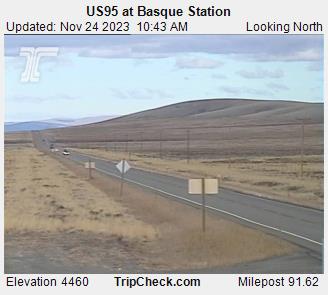 US95 at Basque Station
Updated: Nov 24 2023 10:43 AM Looking North
Elevation 4460 TripCheck.com Milepost 91.62